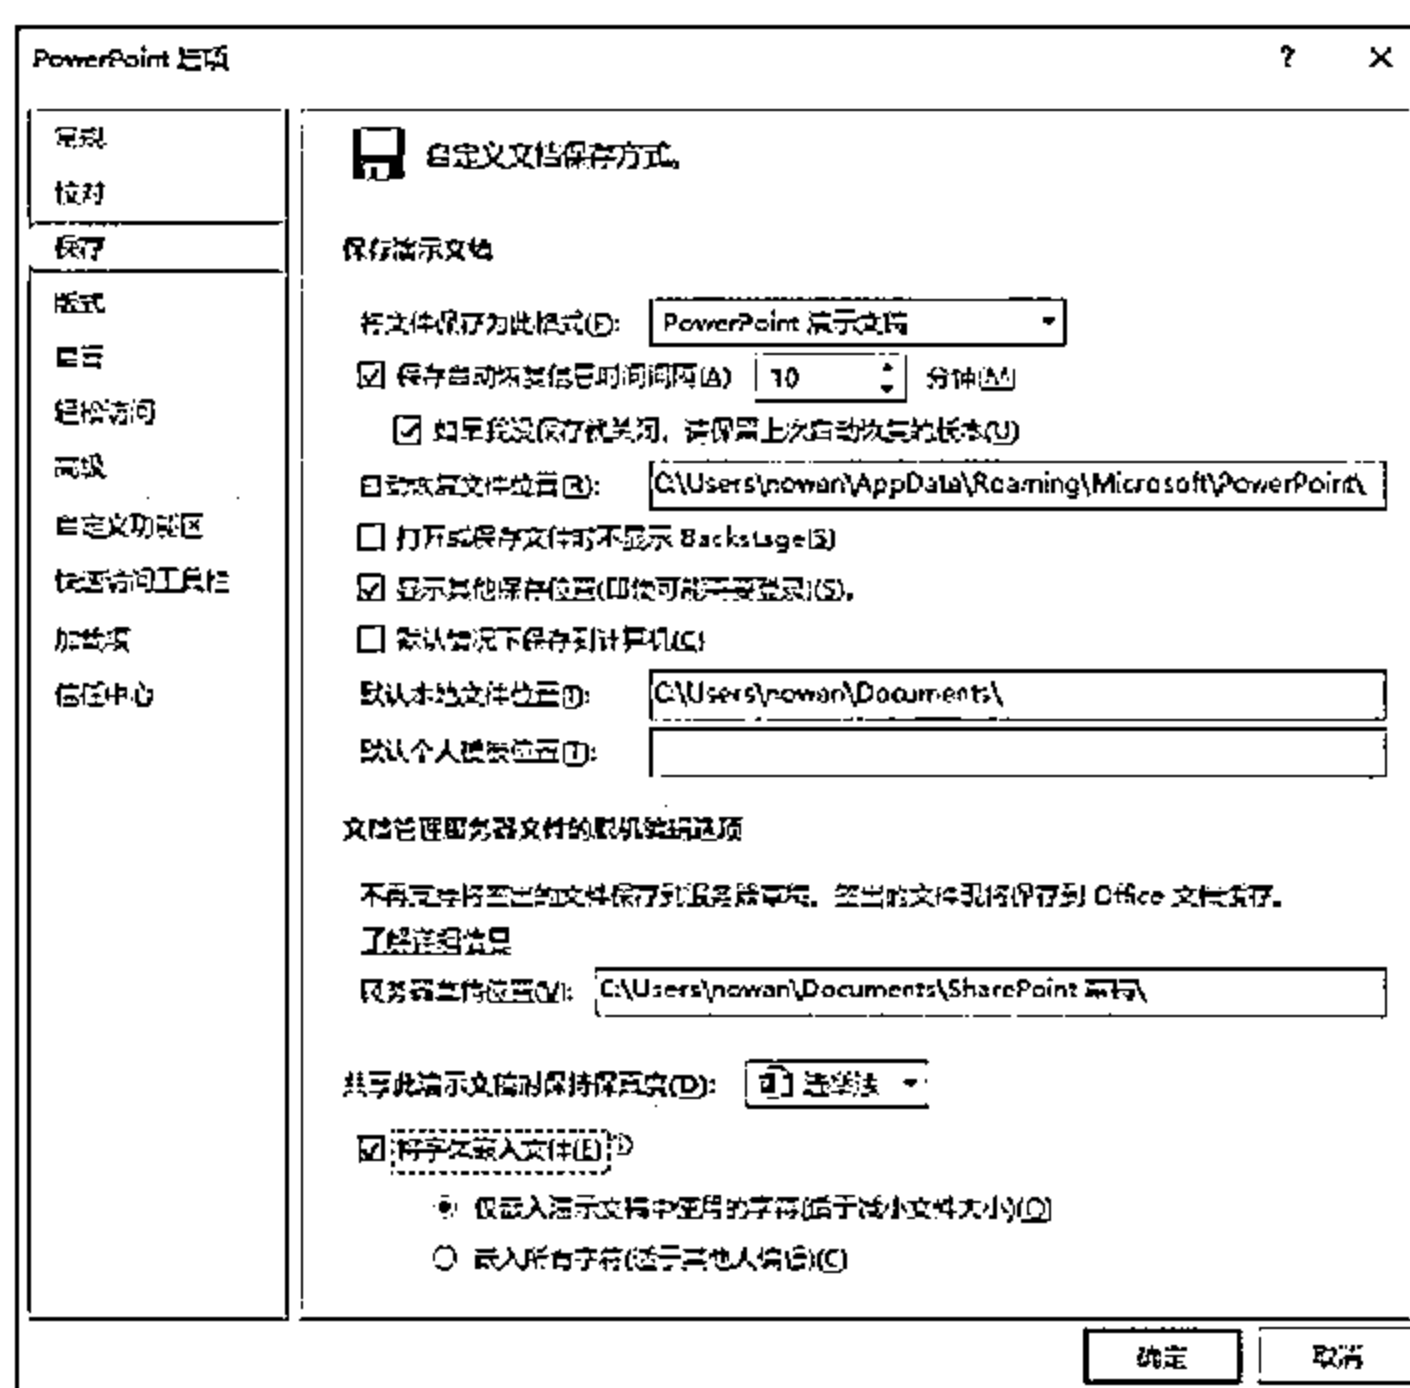 PowerPoint 选项
? ×
常规
校对
保存
版式
语言
轻松访问
高级
自定义功能区
快速访问工具栏
加载项
信任中心
自定义文档保存方式。
保存演示文稿
将文件保存为此格式(F): PowerPoint 演示文稿
保存自动恢复信息时间间隔(A) 10 分钟(M)
如果我没保存就关闭，请保留上次自动恢复的版本(U)
自动恢复文件位置(R): C:\Users\nowan\AppData\Roaming\Microsoft\PowerPoint\
打开或保存文件时不显示 Backstage(S)
显示其他保存位置(即使可能需要登录)(S)。
默认情况下保存到计算机(C)
默认本地文件位置(I): C:\Users\nowan\Documents\
默认个人模板位置(T):
文档管理服务器文件的脱机编辑选项
不再支持将签出的文件保存到服务器草稿。签出的文件现将保存到 Office 文档缓存。
了解详细信息
服务器草稿位置(V): C:\Users\nowan\Documents\SharePoint 草稿\
共享此演示文稿时保持保真度(D): 选举法
将字体嵌入文件(E)
仅嵌入演示文稿中使用的字符(适于减小文件大小)(O)
嵌入所有字符(适于其他人编辑)(C)
确定 取消